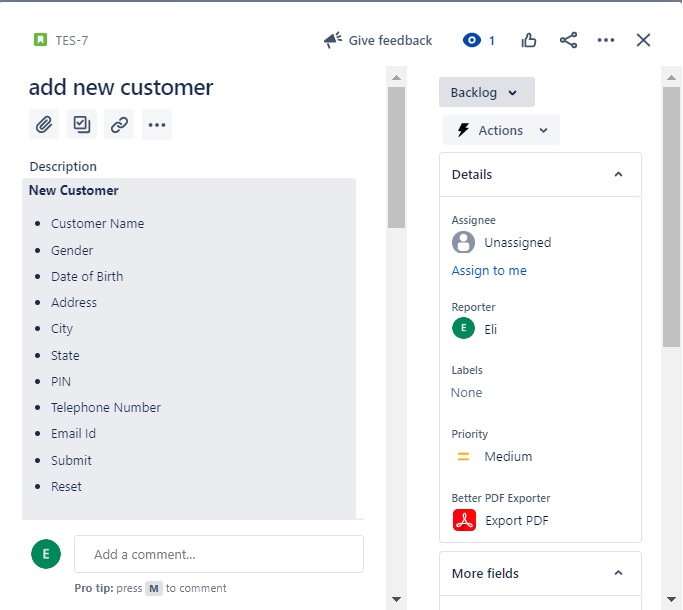 TES-7
Give feedback
1
add new customer
Description
New Customer
Customer Name
Gender
Date of Birth
Address
City
State
PIN
Telephone Number
Email Id
Submit
Reset
E
Add a comment...
Pro tip: press M to comment
Backlog
Actions
Details
Assignee
Unassigned
Assign to me
Reporter
E Eli
Labels
None
Priority
Medium
Better PDF Exporter
Export PDF
More fields